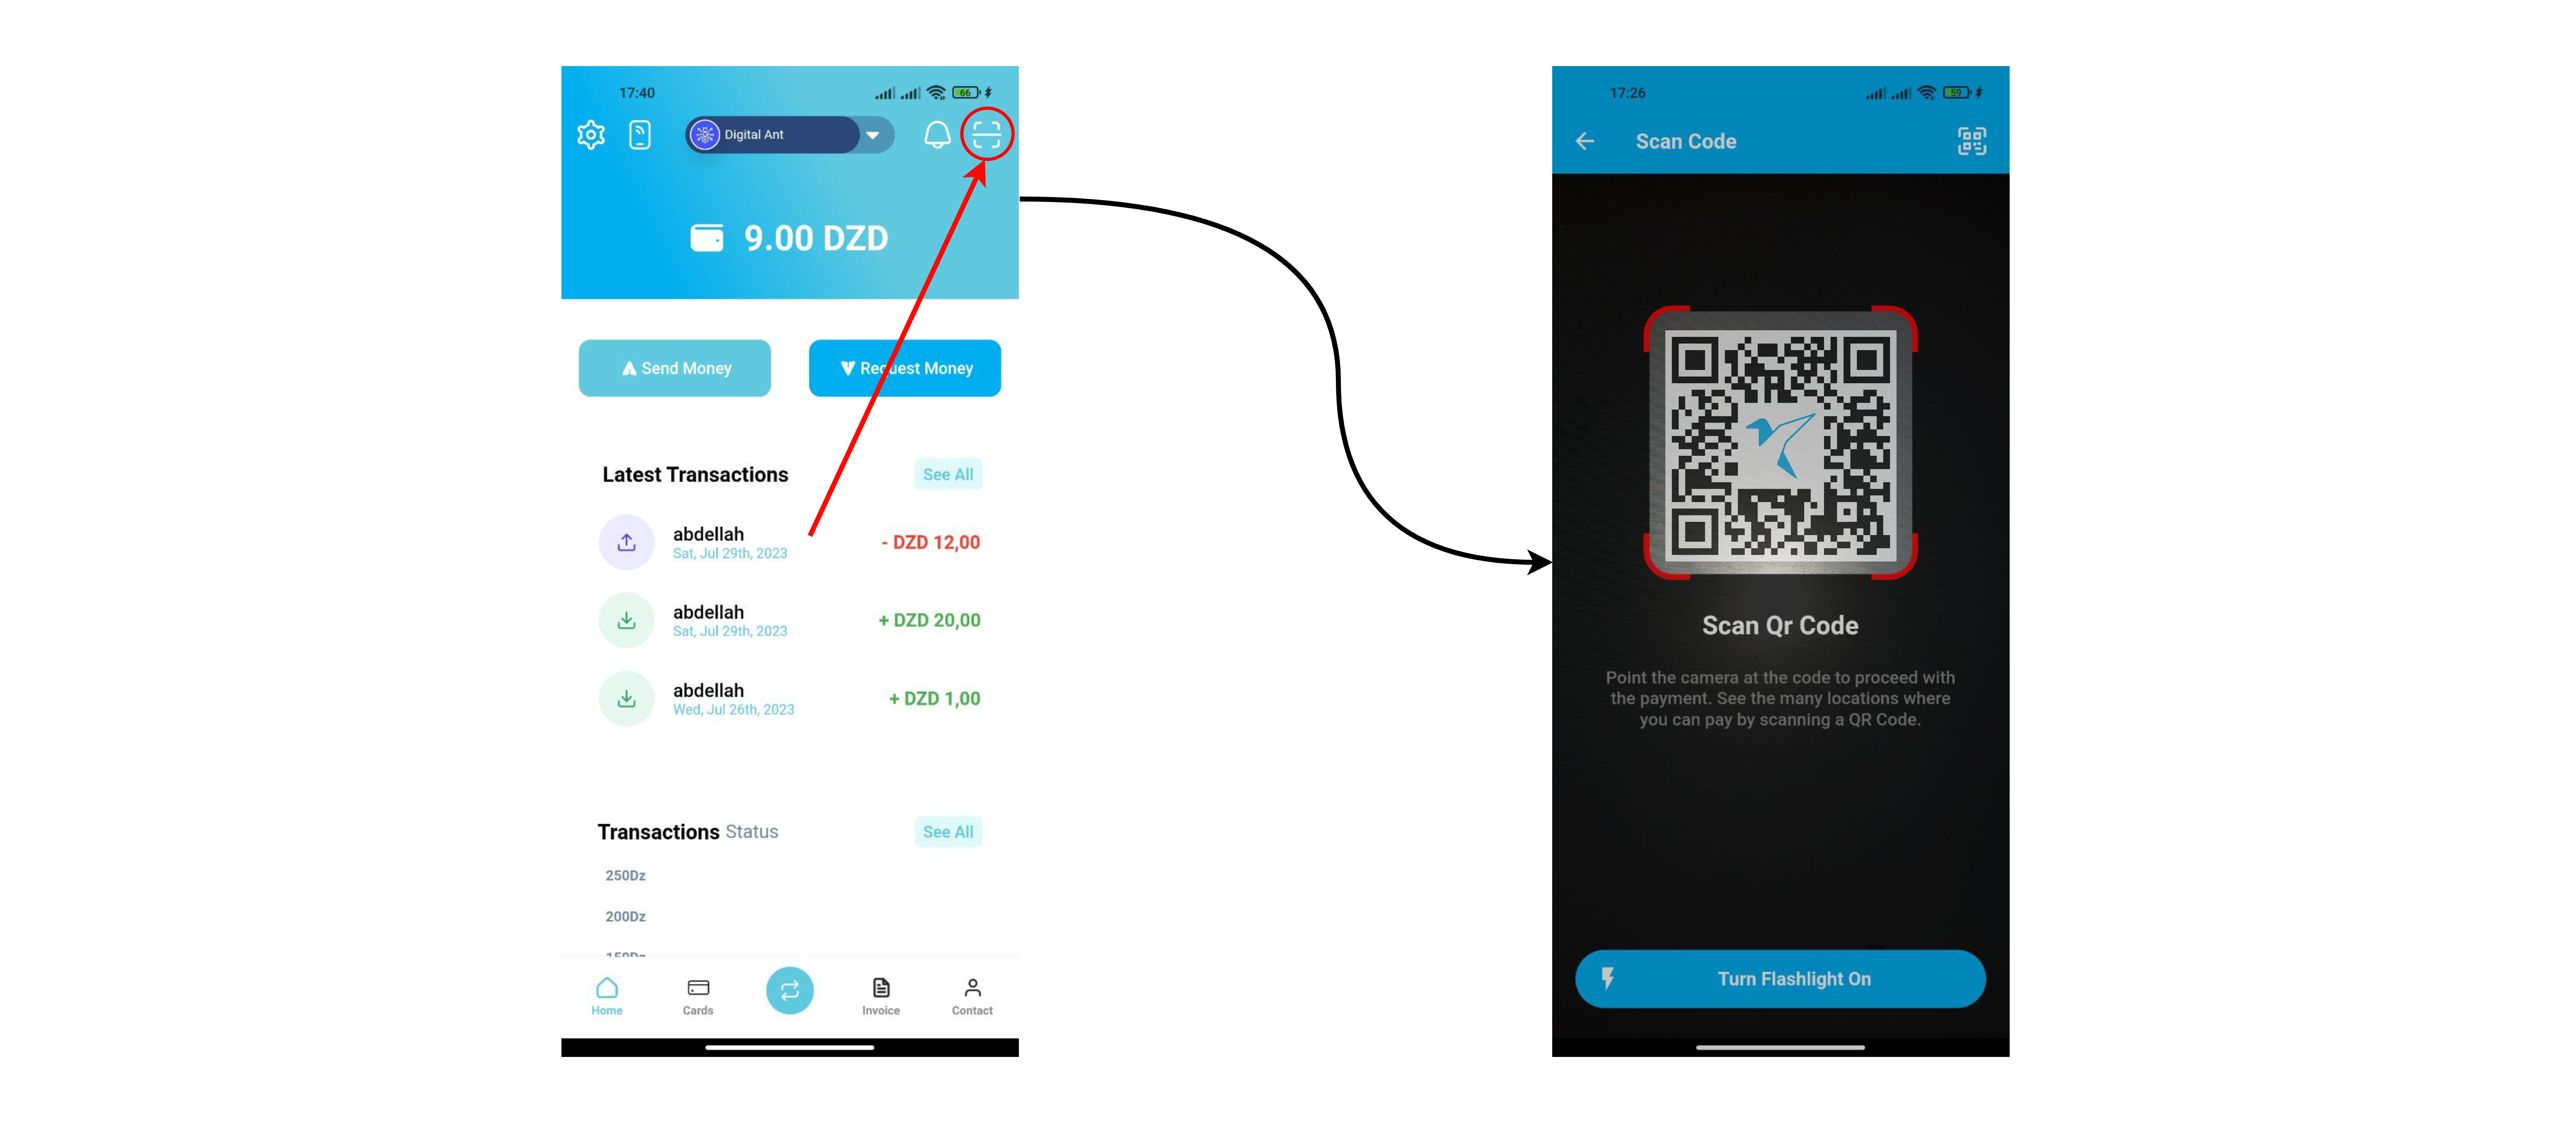 17:40
66
Digital Ant
9.00 DZD
Send Money
Request Money
Latest Transactions
See All
abdellah
- DZD 12,00
Sat, Jul 29th, 2023
abdellah
+ DZD 20,00
Sat, Jul 29th, 2023
abdellah
+ DZD 1,00
Wed, Jul 26th, 2023
Transactions Status
See All
250Dz
200Dz
150Dz
Home
Cards
Invoice
Contact
17:26
59
Scan Code
Scan Qr Code
Point the camera at the code to proceed with
the payment. See the many locations where
you can pay by scanning a QR Code.
Turn Flashlight On